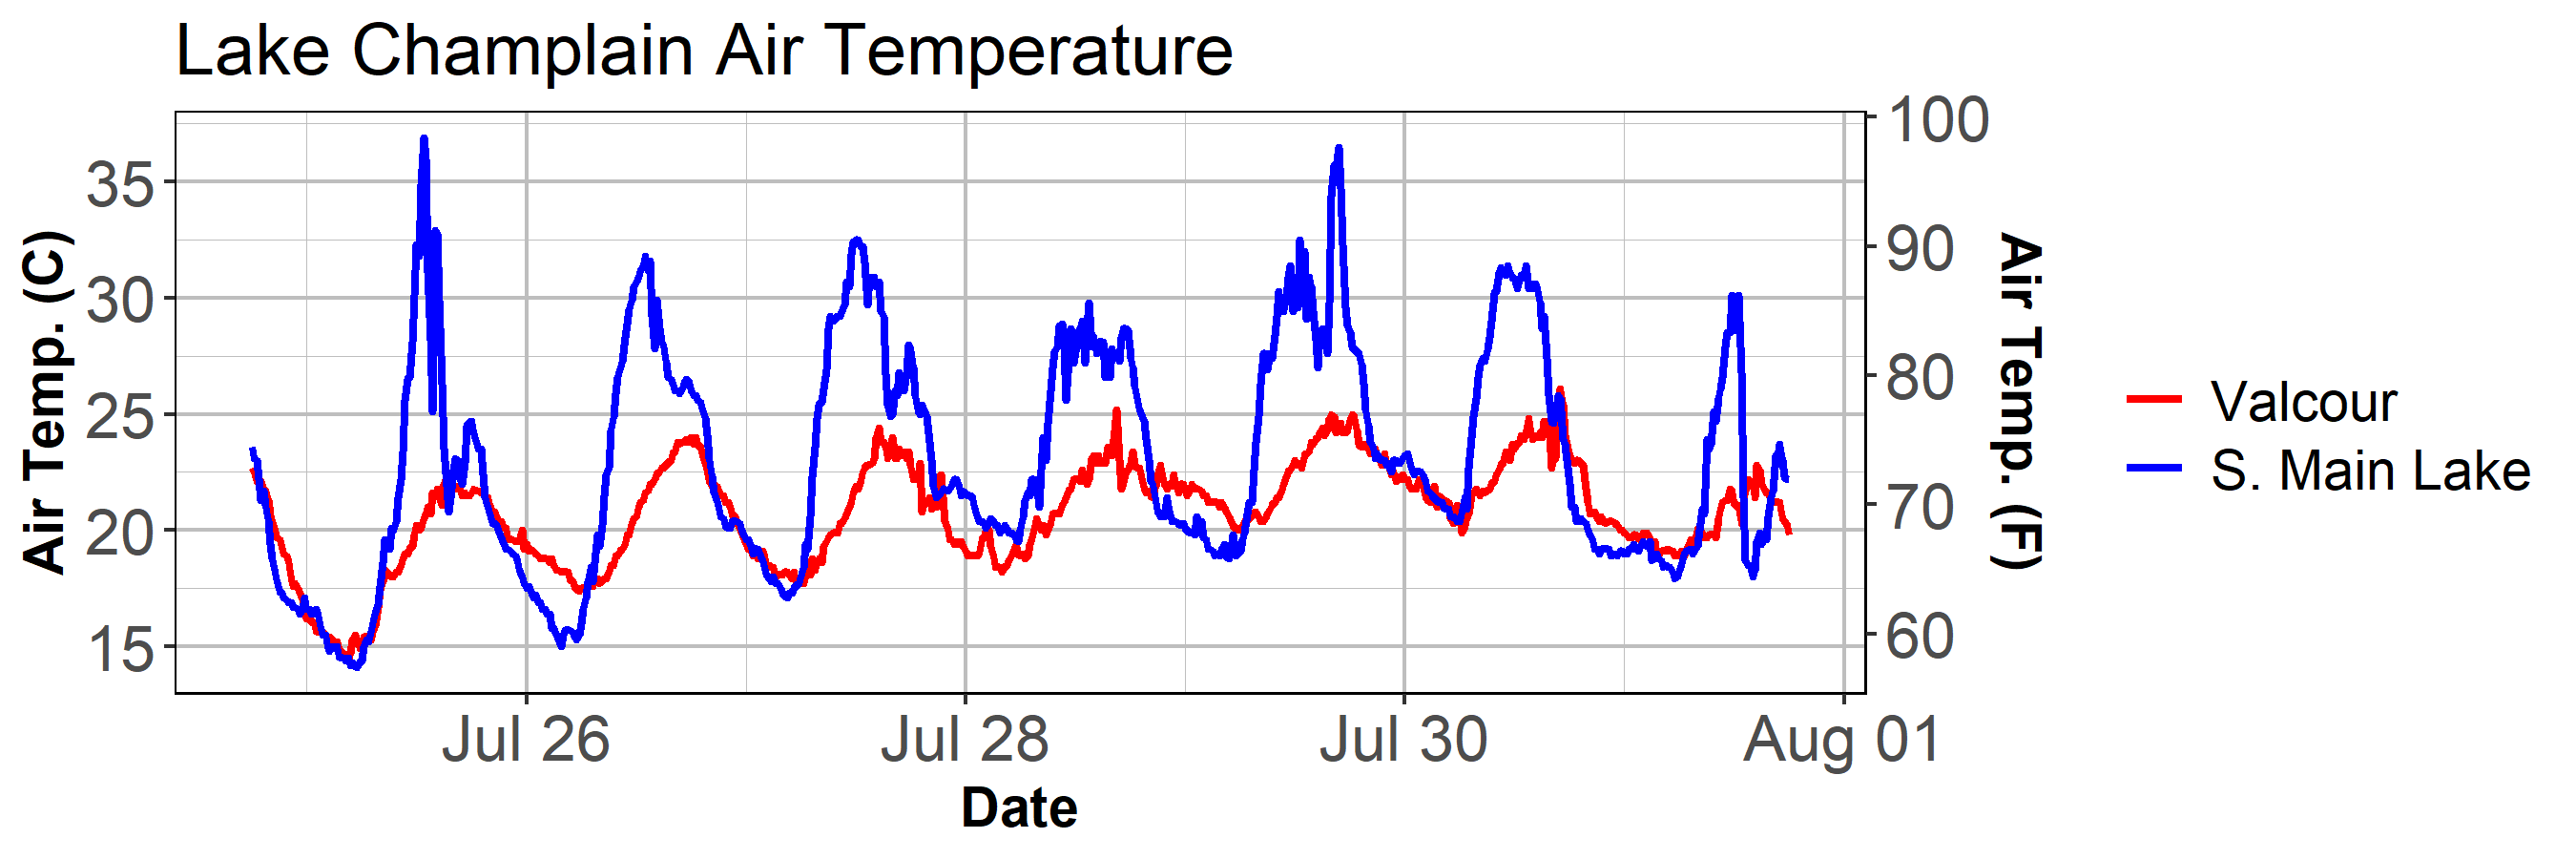 Lake Champlain Air Temperature
Air Temp. (C)
35
30
25
20
15
100
90
80
70
60
Air Temp. (F)
Jul 26
Jul 28
Jul 30
Aug 01
Date
Valcour
S. Main Lake